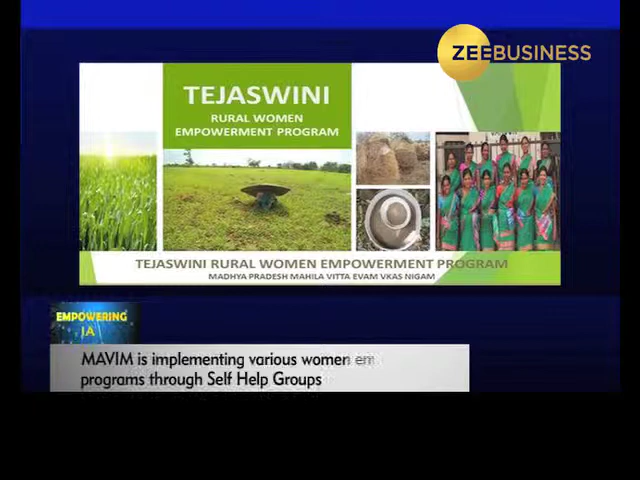 ZEEBUSINESS
TEJASWINI
RURAL WOMEN
EMPOWERMENT PROGRAM
TEJASWINI RURAL WOMEN EMPOWERMENT PROGRAM
MADHYA PRADESH MAHILA VITTA EVAM VKAS NIGAM
EMPOWERING
MAVIM is implementing various women em
programs through Self Help Groups